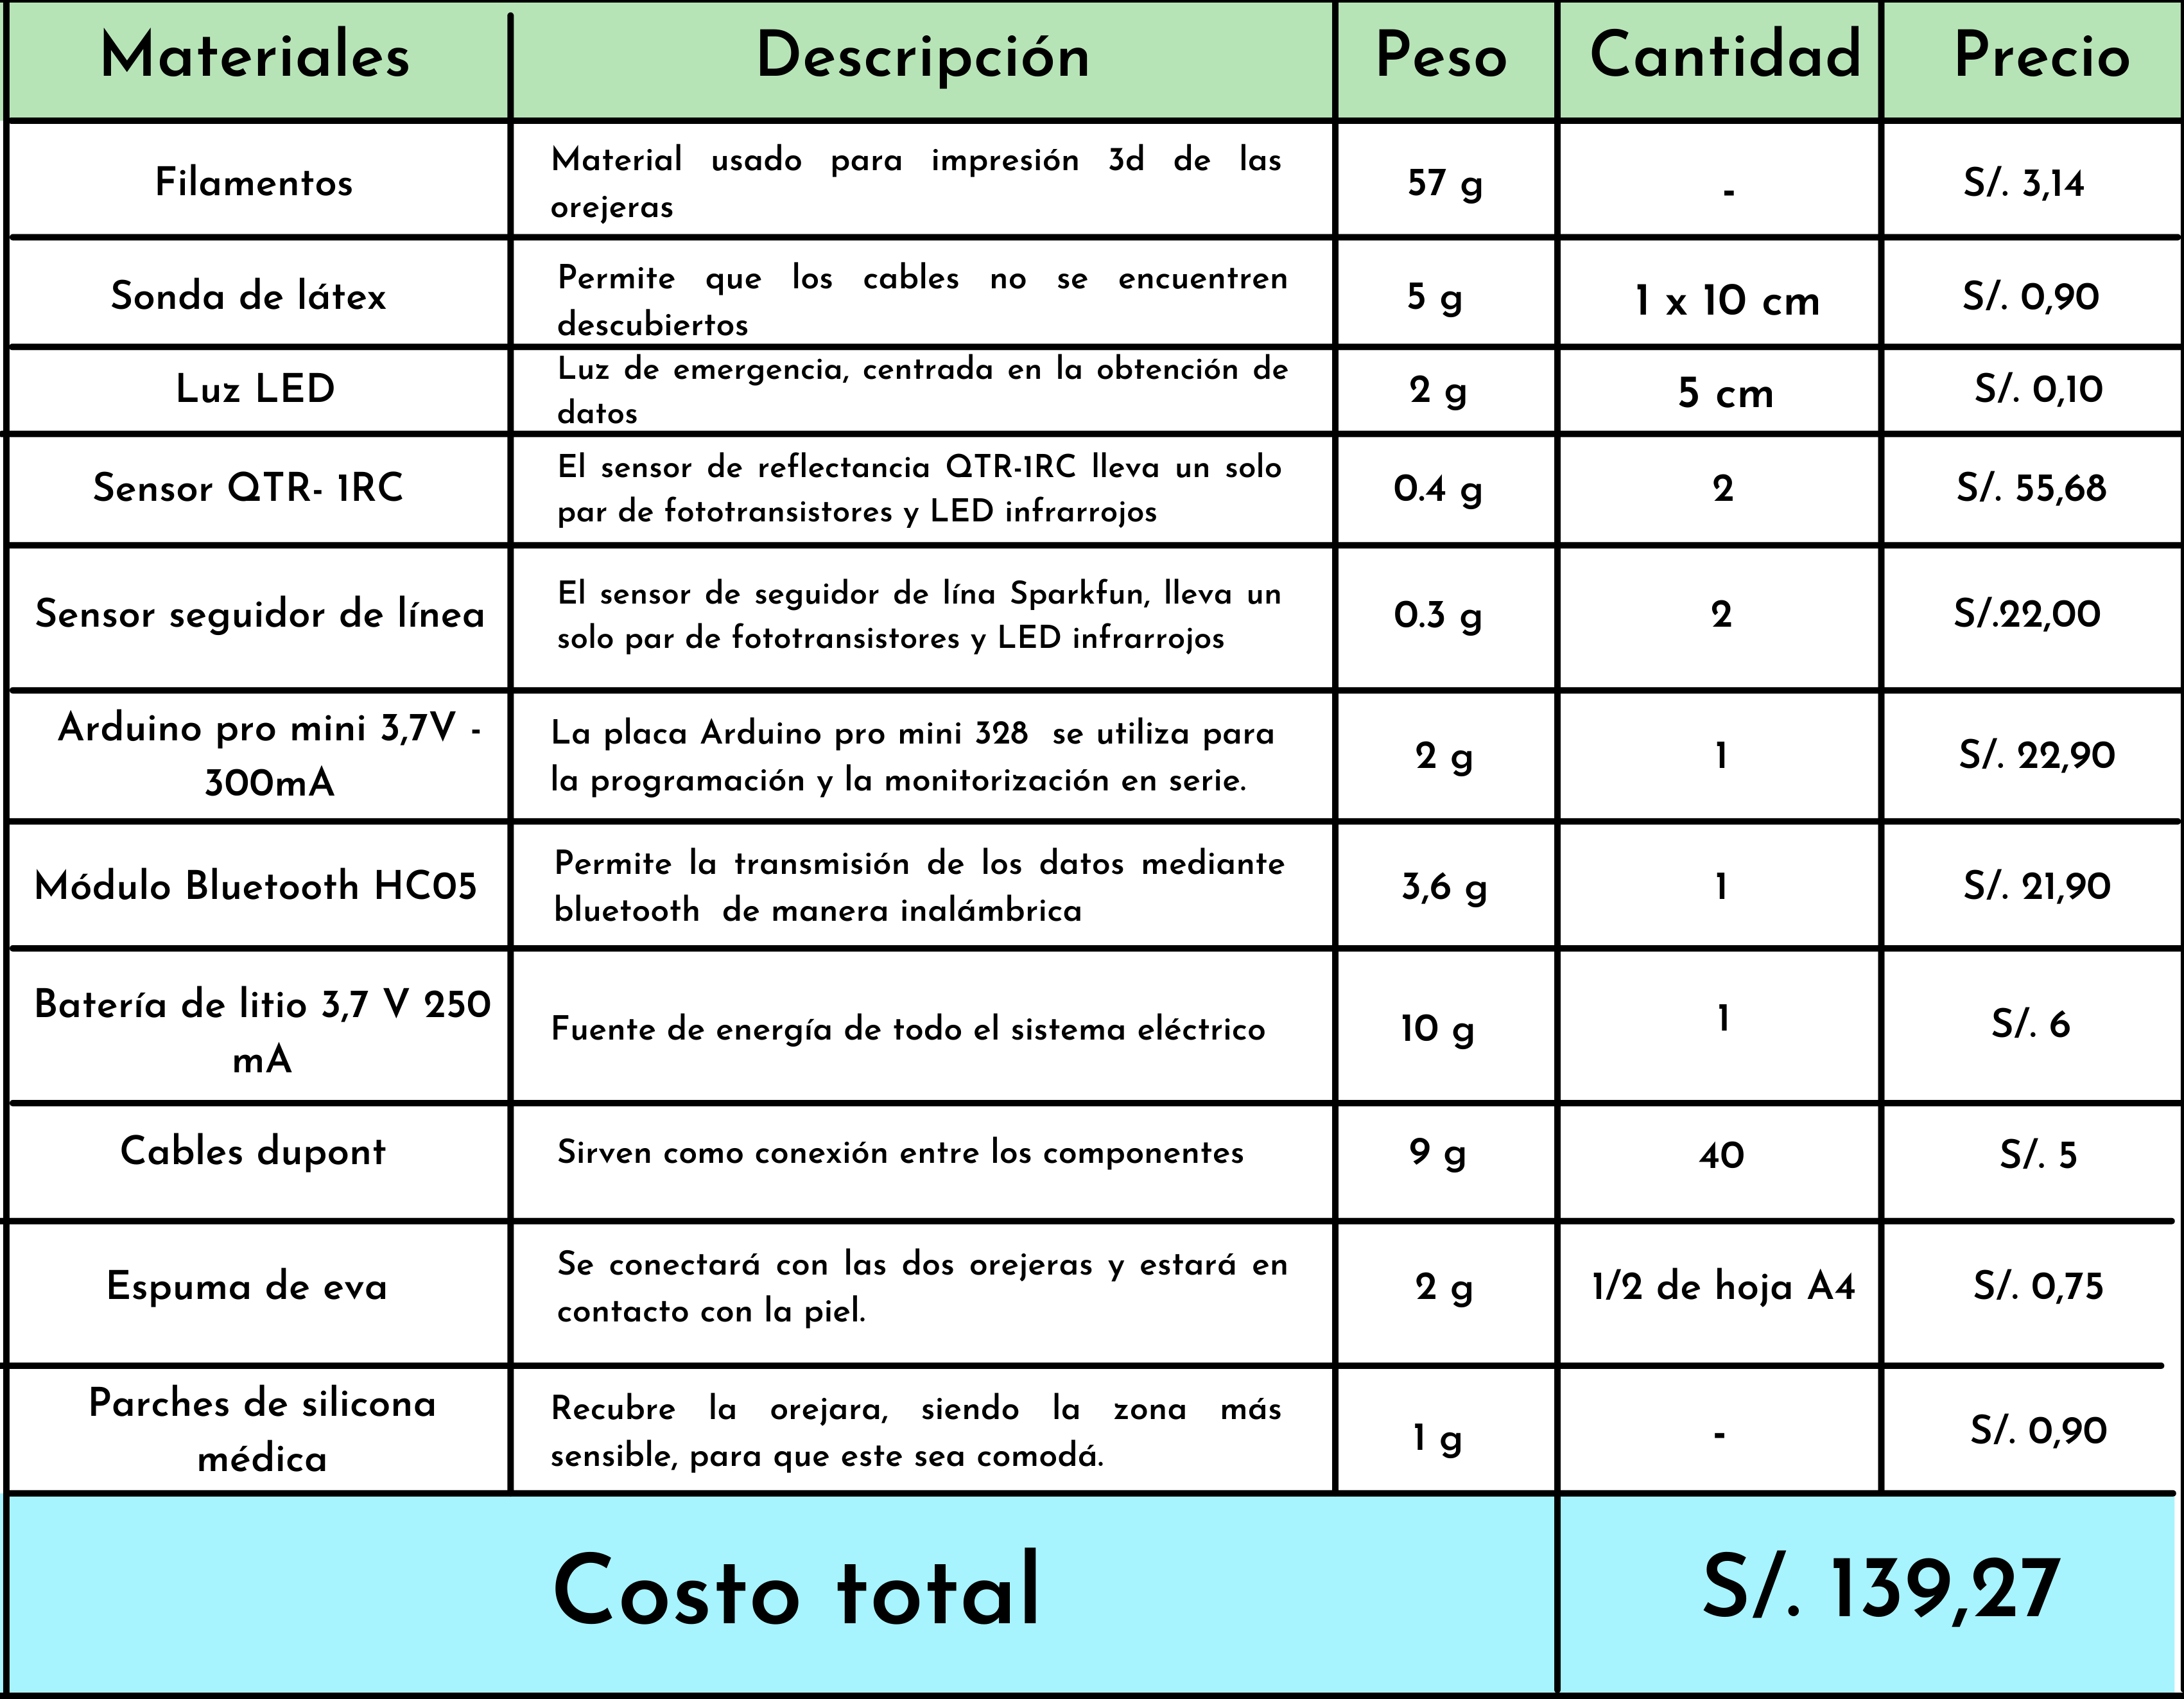 Materiales Descripción Peso Cantidad Precio
Filamentos
Material usado para impresión 3d de las
orejeras
57 g
-
S/. 3,14
Sonda de látex
Permite que los cables no se encuentren
descubiertos
5 g
1 x 10 cm
S/. 0,90
Luz LED
Luz de emergencia, centrada en la obtención de
datos
2 g
5 cm
S/. 0,10
Sensor QTR- 1RC
El sensor de reflectancia QTR-1RC lleva un solo
par de fototransistores y LED infrarrojos
0.4 g
2
S/. 55,68
Sensor seguidor de línea
El sensor de seguidor de lína Sparkfun, lleva un
solo par de fototransistores y LED infrarrojos
0.3 g
2
S/.22,00
Arduino pro mini 3,7V -
300mA
La placa Arduino pro mini 328 se utiliza para
la programación y la monitorización en serie.
2 g
1
S/. 22,90
Módulo Bluetooth HC05
Permite la transmisión de los datos mediante
bluetooth de manera inalámbrica
3,6 g
1
S/. 21,90
Batería de litio 3,7 V 250
mA
Fuente de energía de todo el sistema eléctrico
10 g
1
S/. 6
Cables dupont
Sirven como conexión entre los componentes
9 g
40
S/. 5
Espuma de eva
Se conectará con las dos orejeras y estará en
contacto con la piel.
2 g
1/2 de hoja A4
S/. 0,75
Parches de silicona
médica
Recubre la orejara, siendo la zona más
sensible, para que este sea comodá.
1 g
-
S/. 0,90
Costo total
S/. 139,27